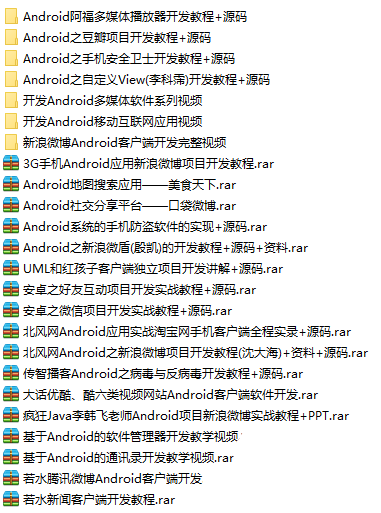 Android阿福多媒体播放器开发教程+源码
Android之豆瓣项目开发教程+源码
Android之手机安全卫士开发教程+源码
Android之自定义View(李科霈)开发教程+源码
开发Android多媒体软件系列视频
开发Android移动互联网应用视频
新浪微博Android客户端开发完整视频
3G手机Android应用新浪微博项目开发教程.rar
Android地图搜索应用——美食天下.rar
Android社交分享平台——口袋微博.rar
Android系统的手机防盗软件的实现+源码.rar
Android之新浪微盾(殷凯)的开发教程+源码+资料.rar
UML和红孩子客户端独立项目开发讲解+源码.rar
安卓之好友互动项目开发实战教程+源码.rar
安卓之微信项目开发实战教程+源码.rar
北风网Android应用实战淘宝网手机客户端全程实录+源码.rar
北风网Android之新浪微博项目开发教程(沈大海)+资料+源码.rar
传智播客Android之病毒与反病毒开发教程+源码.rar
大话优酷、酷六类视频网站Android客户端软件开发.rar
疯狂Java李韩飞老师Android项目新浪微博实战教程+PPT.rar
基于Android的软件管理器开发教学视频
基于Android的通讯录开发教学视频.rar
若水腾讯微博Android客户端开发
若水新闻客户端开发教程.rar